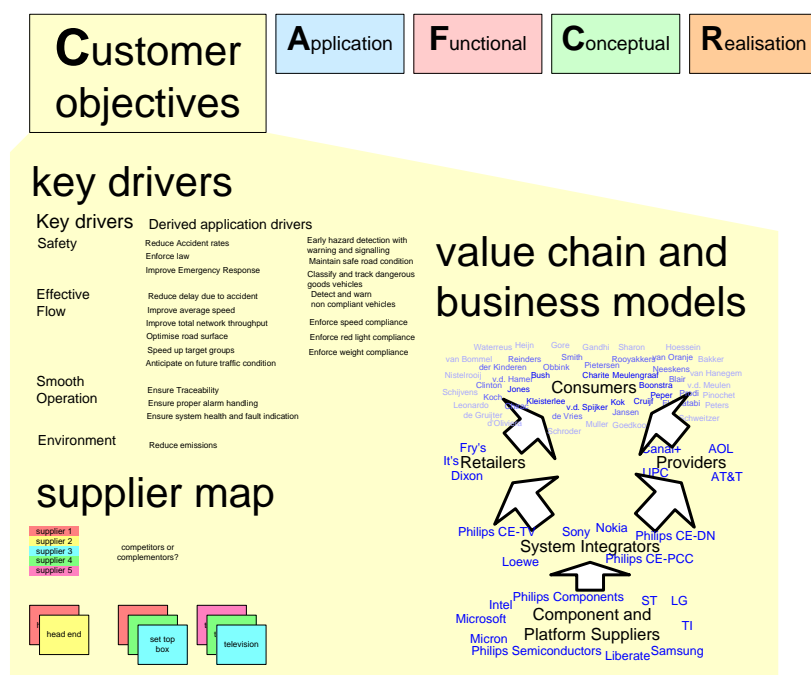 Customer objectives
Application
Functional
Conceptual
Realisation
key drivers
Key drivers Derived application drivers
Safety
Reduce Accident rates
Enforce law
Improve Emergency Response
Early hazard detection with
warning and signalling
Maintain safe road condition
Classify and track dangerous
goods vehicles
Effective
Flow
Reduce delay due to accident
Improve average speed
Improve total network throughput
Optimise road surface
Speed up target groups
Anticipate on future traffic condition
Detect and warn
non compliant vehicles
Enforce speed compliance
Enforce red light compliance
Enforce weight compliance
Smooth
Operation
Ensure Traceability
Ensure proper alarm handling
Ensure system health and fault indication
Environment
Reduce emissions
supplier map
supplier 1
supplier 2
supplier 3
supplier 4
supplier 5
competitors or
complementors?
head end
set top
box
television
value chain and
business models
Waterreus Heijn Gore Gandhi Sharon Hoessein
van Bommel Reinders Smith Rooyakkers van Oranje Bakker
der Kinderen Obbink Pietersen Neeskens
Nistelrooij v.d. Hamer Bush Charite Meulengraaf Blair van Hanegem
Clinton Jones Consumers Boonstra v.d. Meulen
Schijvens Koch Peper Pinochet
Leonardo Kleisterlee v.d. Spijker Kok Cruijf Peters
de Gruijter de Vries Jansen
Schroder Muller Goedkoop
Fry's
It's Retailers
Dixon
Canal+ AOL
Providers
UPC AT&T
Philips CE-TV Sony Nokia Philips CE-DN
System Integrators
Loewe Philips CE-PCC
Philips Components ST LG
Intel
Microsoft Component and
Platform Suppliers TI
Micron
Philips Semiconductors Liberate Samsung